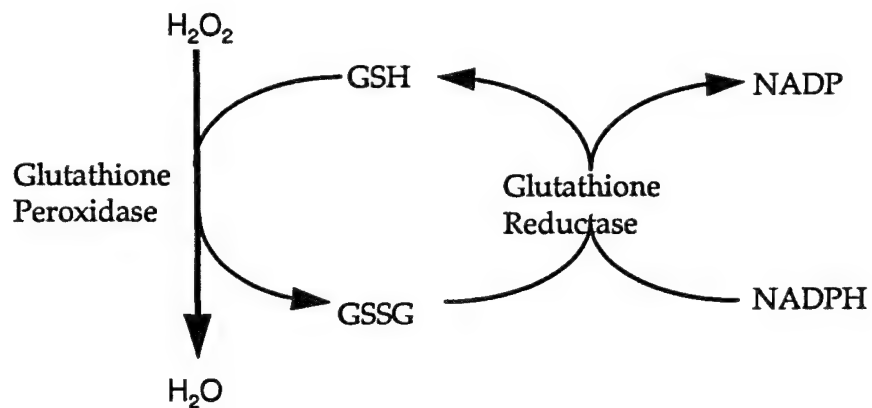 H₂O₂
GSH
NADP
Glutathione
Peroxidase
Glutathione
Reductase
GSSG
NADPH
H₂O